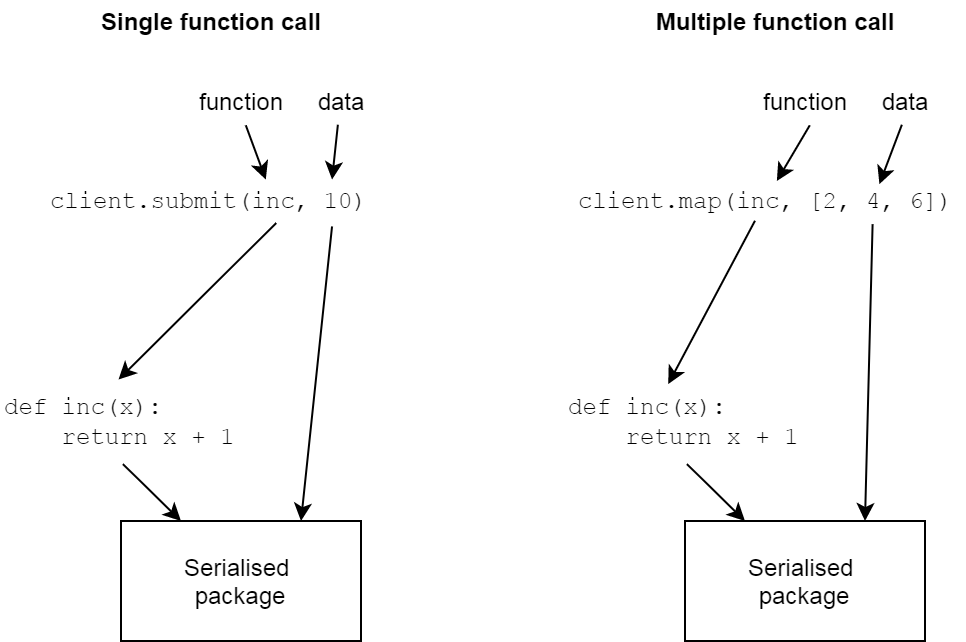 Single function call
function data
client.submit(inc, 10)
def inc(x):
    return x + 1
Serialised
package
Multiple function call
function data
client.map(inc, [2, 4, 6])
def inc(x):
    return x + 1
Serialised
package